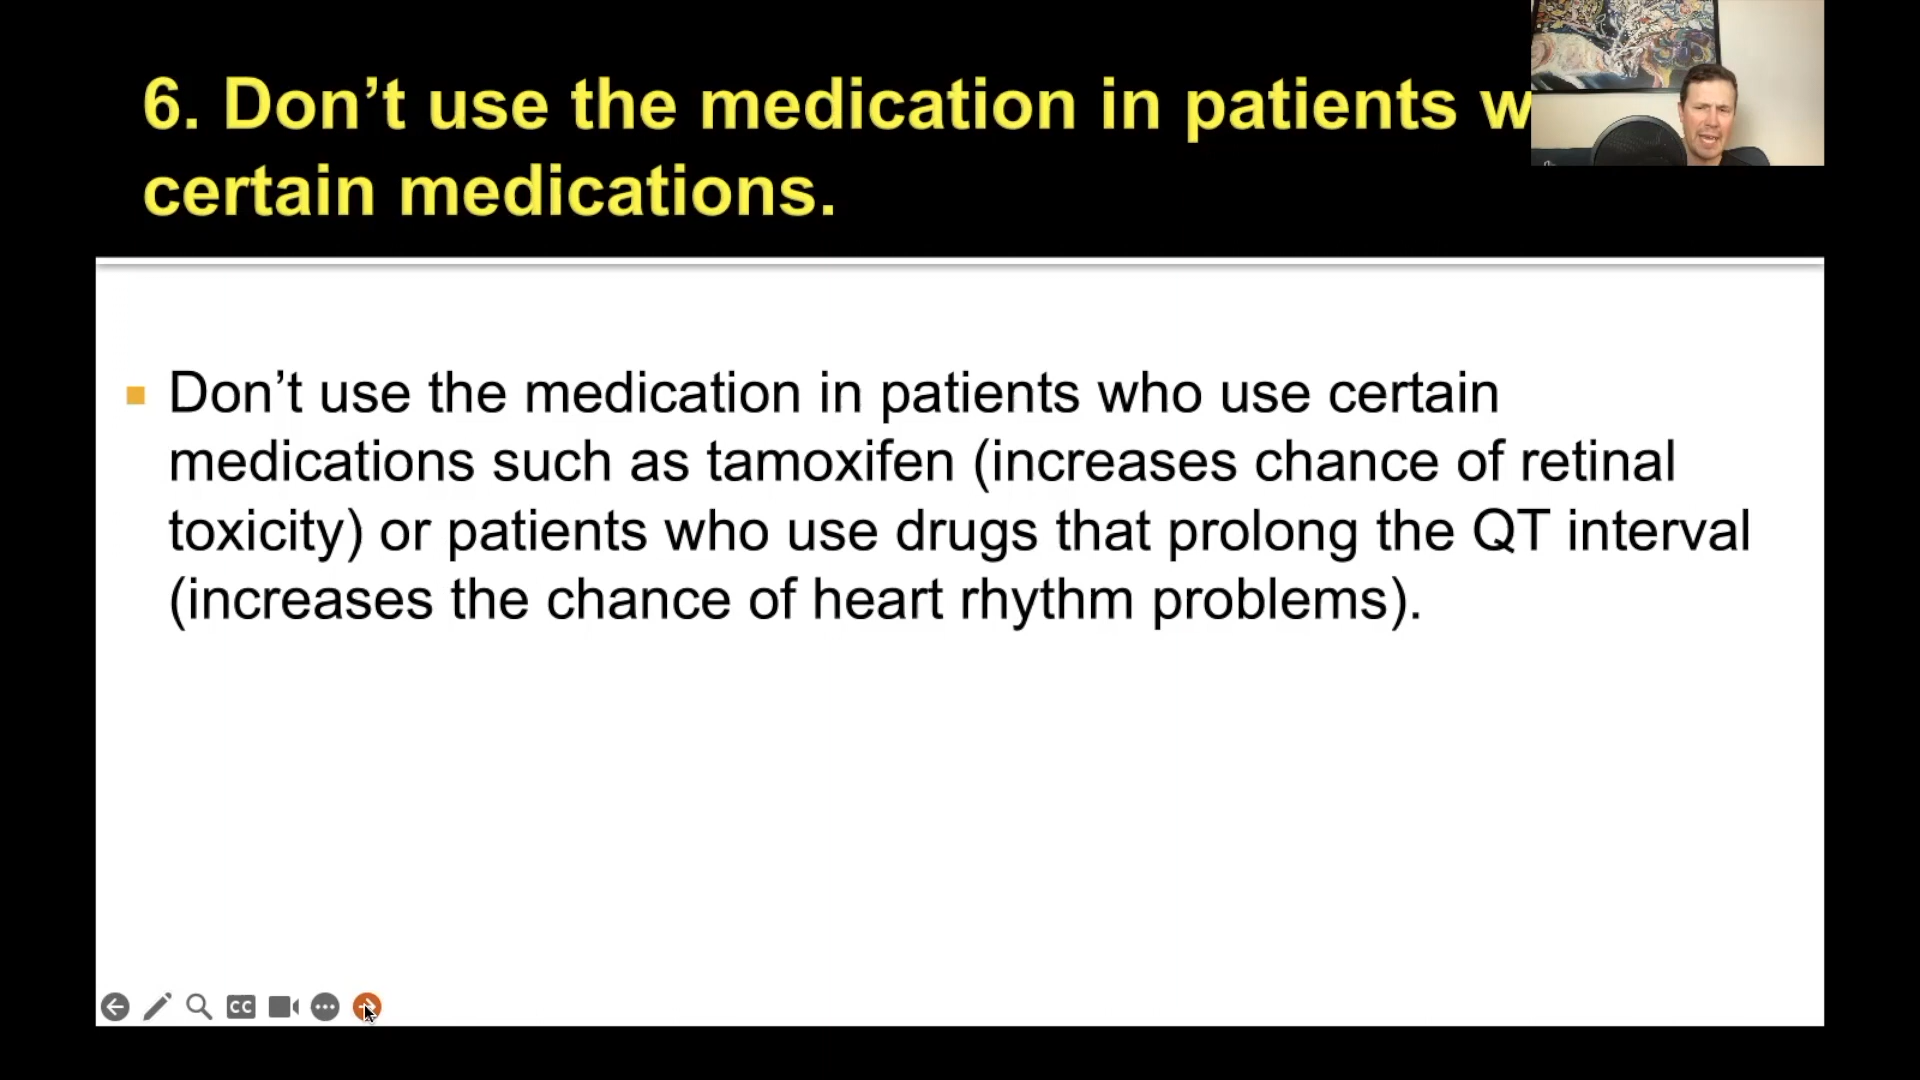 6. Don’t use the medication in patients w
certain medications.
Don’t use the medication in patients who use certain
medications such as tamoxifen (increases chance of retinal
toxicity) or patients who use drugs that prolong the QT interval
(increases the chance of heart rhythm problems).
CC